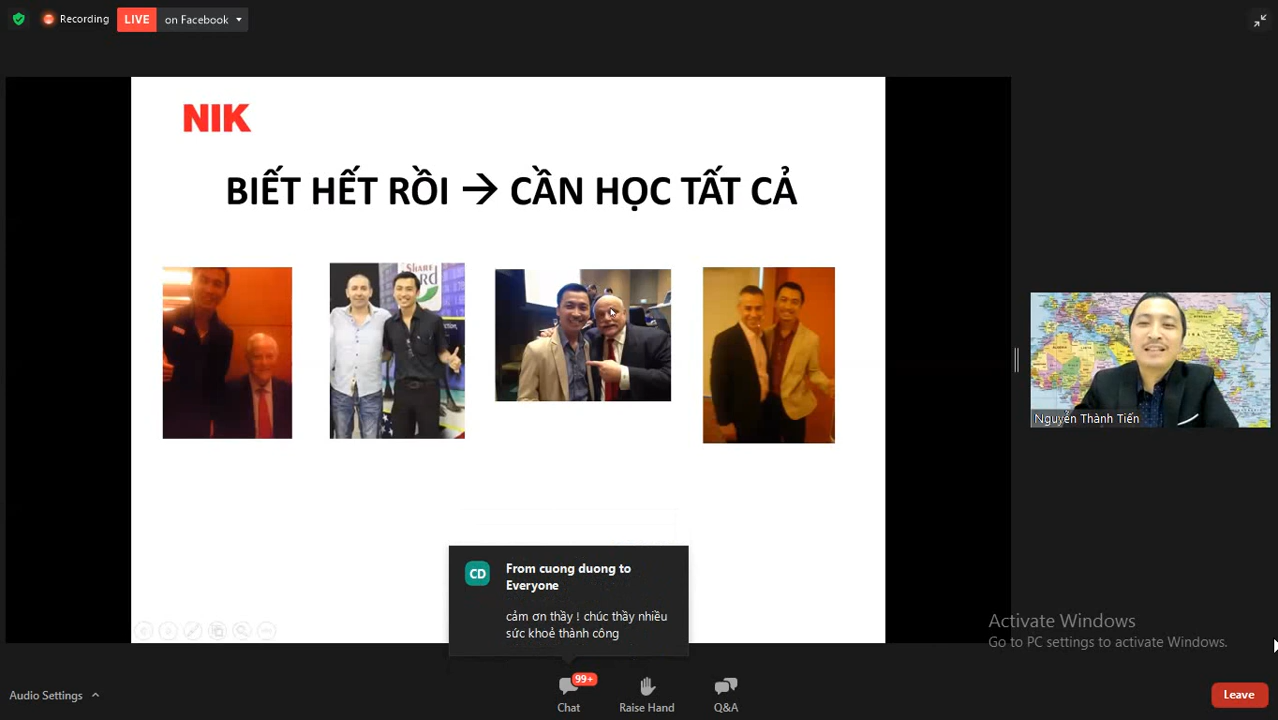 Recording
LIVE on Facebook
NIK
BIẾT HẾT RỒI → CẦN HỌC TẤT CẢ
SHARE
Nguyễn Thành Tiến
CD
From cuong duong to
Everyone
cảm ơn thầy ! chúc thầy nhiều
sức khoẻ thành công
Activate Windows
Go to PC settings to activate Windows.
Audio Settings
99+
Chat
Raise Hand
Q&A
Leave